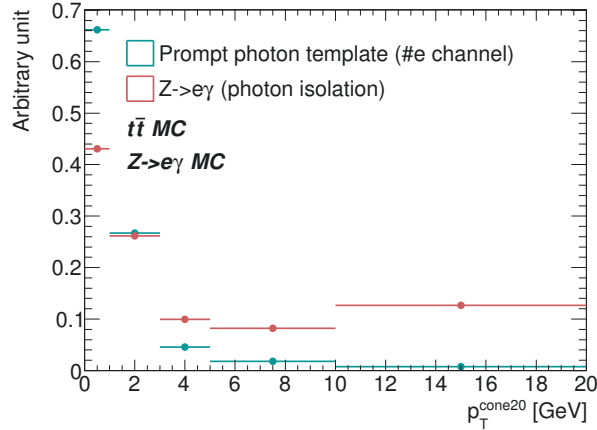 Arbitrary unit
0.7
0.6
0.5
0.4
0.3
0.2
0.1
0
Prompt photon template (#e channel)
Z->eγ (photon isolation)
tt̄ MC
Z->eγ MC
0 2 4 6 8 10 12 14 16 18 20
p_T^cone20 [GeV]